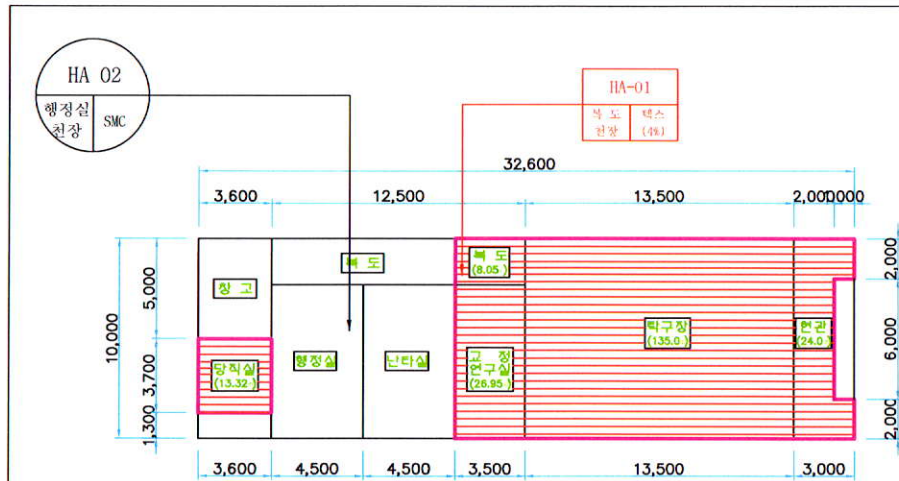 HA 02
행정실
천장
SMC
HA-01
복 도
천장
텍스
(4%)
32,600
3,600
12,500
13,500
2,000
1,000
복 도
복 도
(8.05)
창 고
당직실
(13.32)
행정실
난타실
고 정
연구실
(26.95)
탁구장
(135.0)
현관
(24.0)
10,000
5,000
3,700
1,300
2,000
6,000
2,000
3,600
4,500
4,500
3,500
13,500
3,000